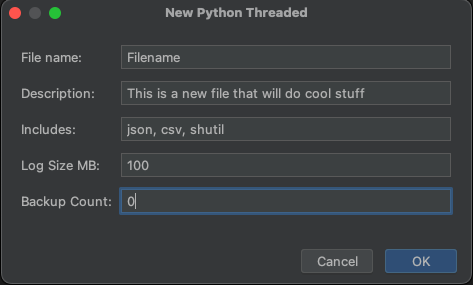 New Python Threaded
File name: Filename
Description: This is a new file that will do cool stuff
Includes: json, csv, shutil
Log Size MB: 100
Backup Count: 0
Cancel OK